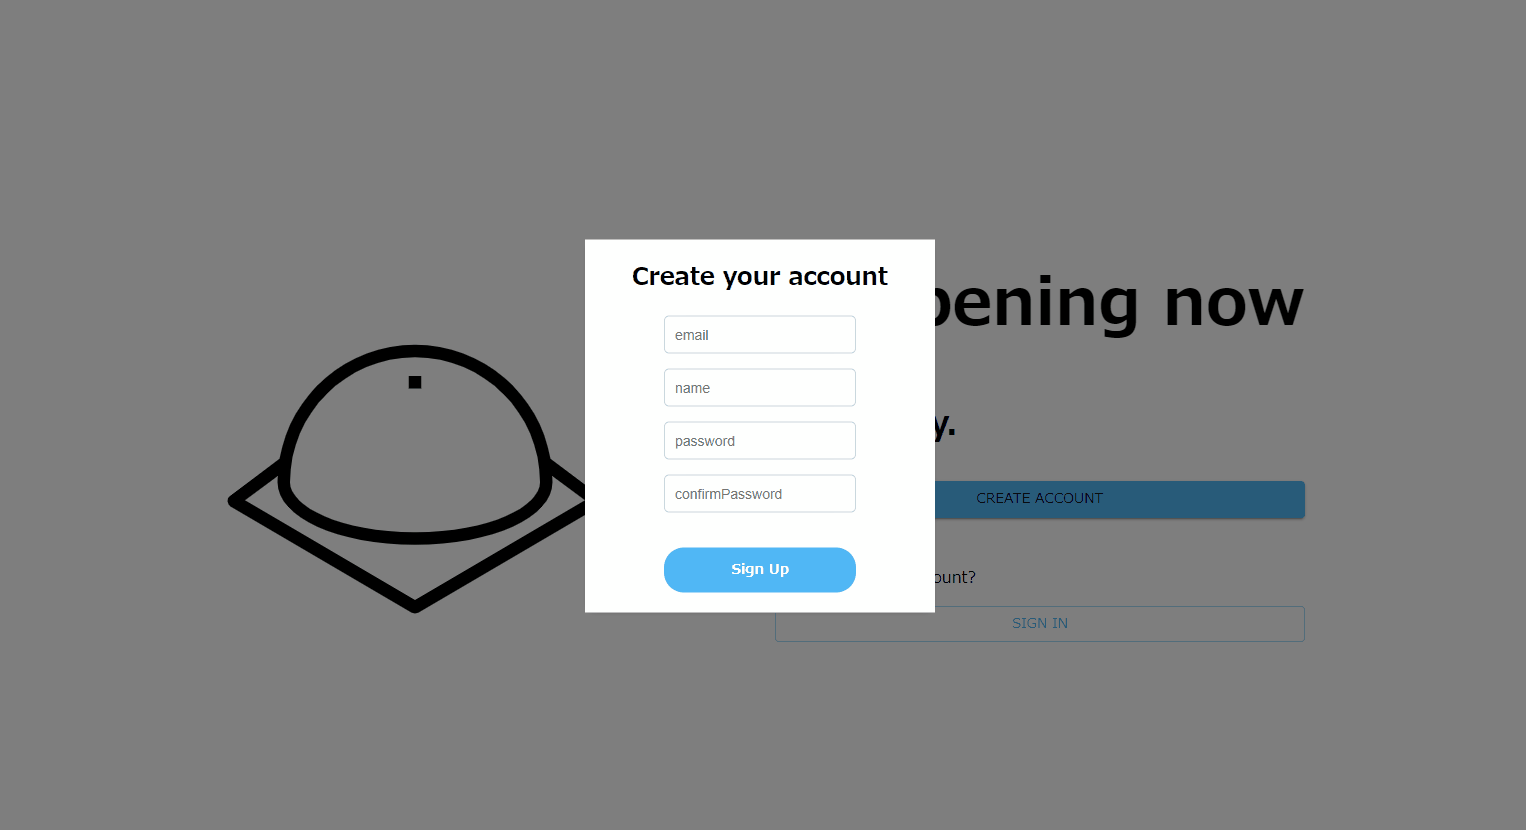 Create your account
email
name
password
confirmPassword
Sign Up
pening now
y.
CREATE ACCOUNT
ount?
SIGN IN